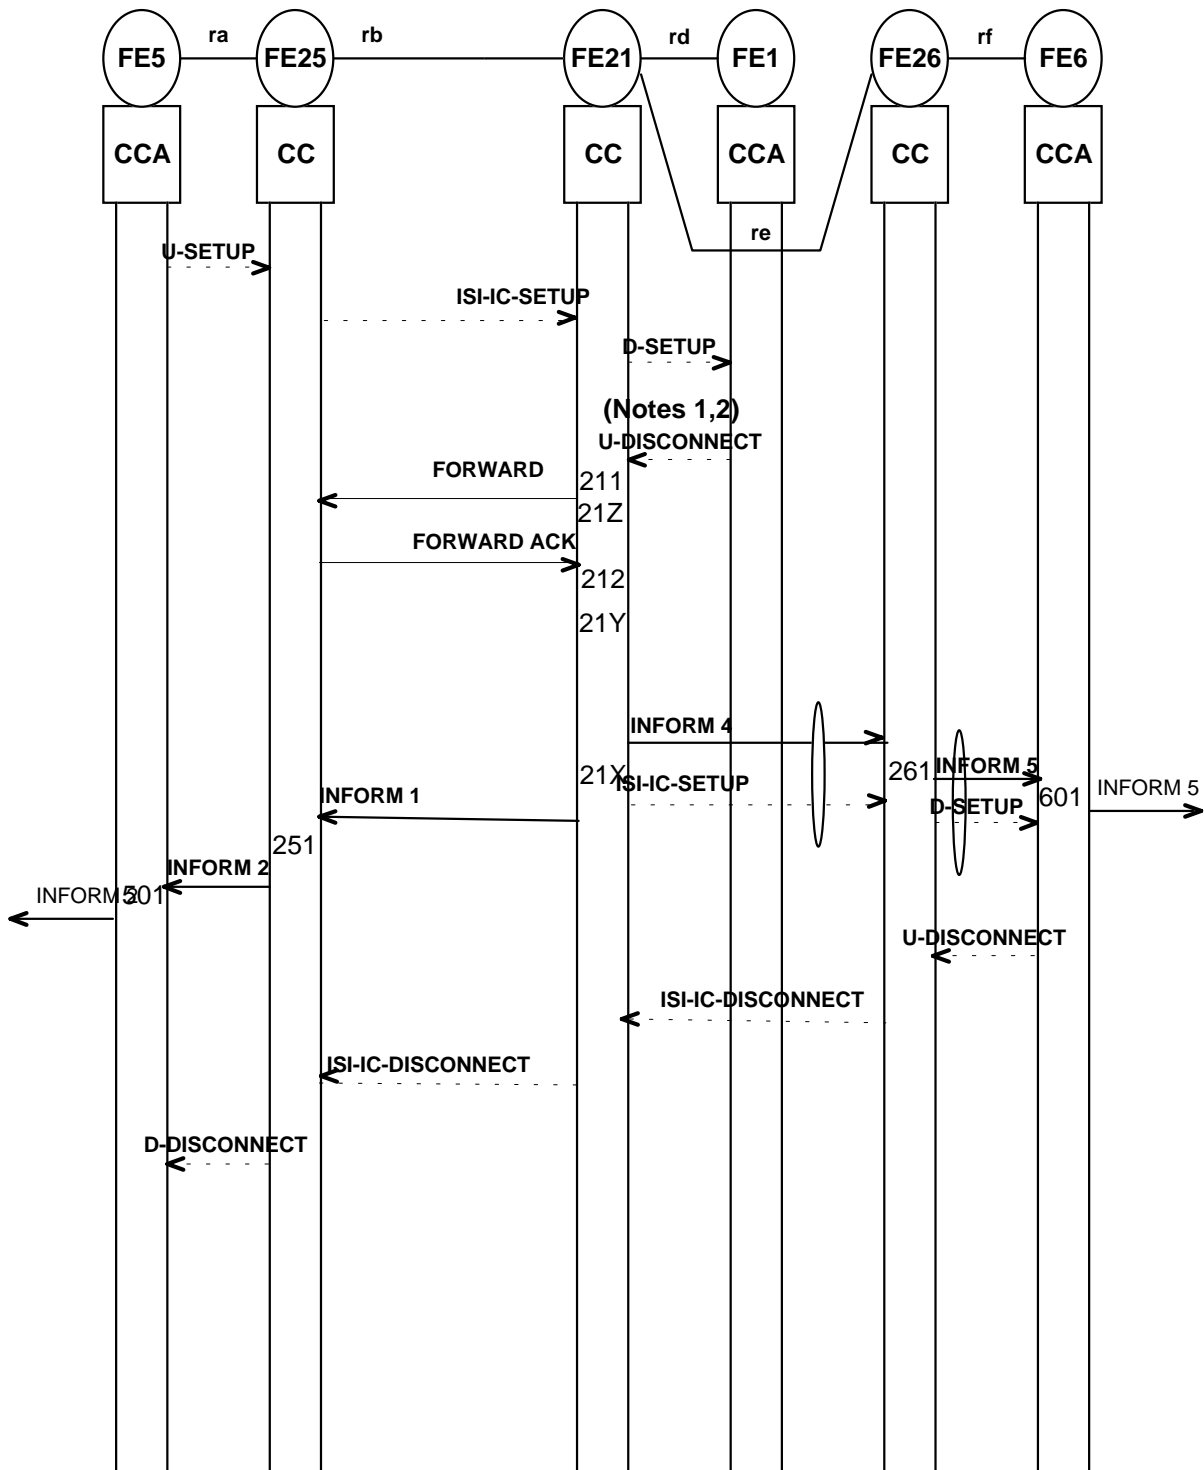 ra rb rd rf
FE5 FE25 FE21 FE1 FE26 FE6
CCA CC CC CCA CC CCA
re
U-SETUP
ISI-IC-SETUP
D-SETUP
(Notes 1,2)
U-DISCONNECT
FORWARD
211
21Z
FORWARD ACK
212
21Y
INFORM 4
21X
ISI-IC-SETUP
261
INFORM 5
INFORM 5
INFORM 1
D-SETUP
601
251
INFORM 2
INFORM 2
501
U-DISCONNECT
ISI-IC-DISCONNECT
ISI-IC-DISCONNECT
D-DISCONNECT